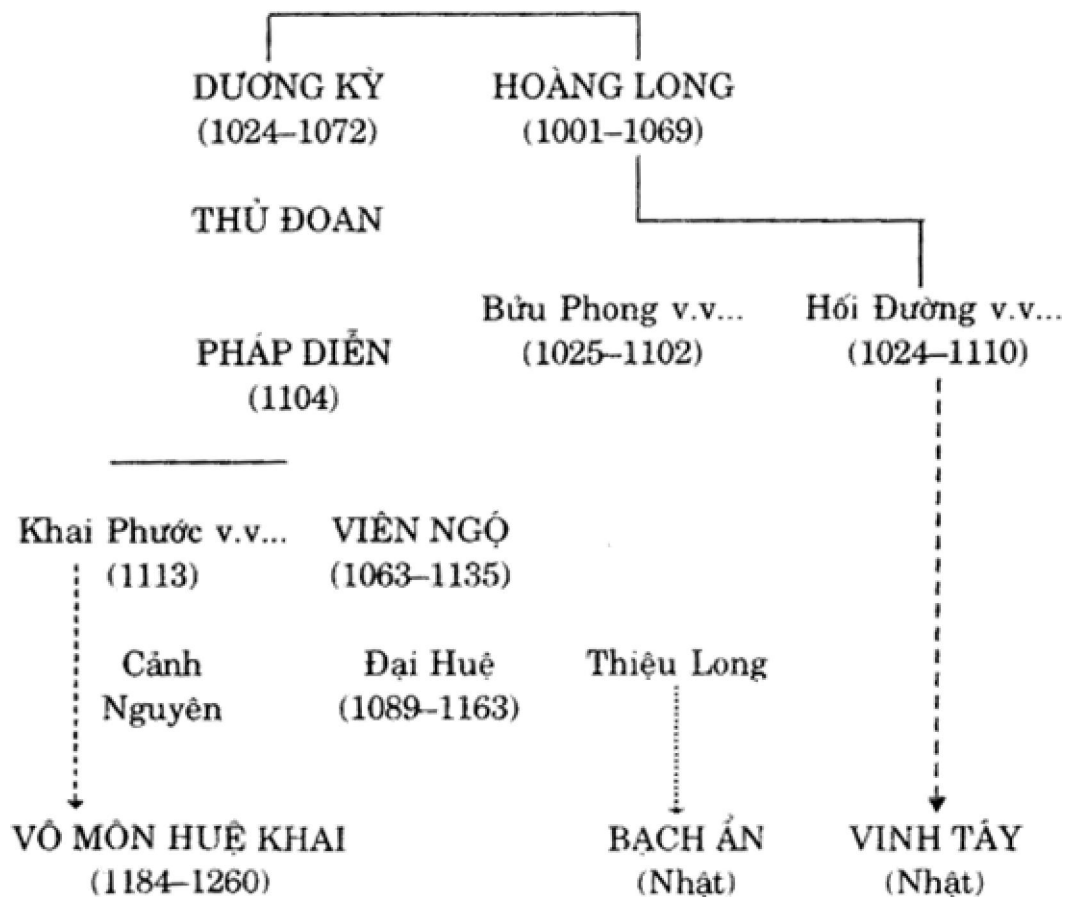 DƯƠNG KỲ
(1024–1072)
HOÀNG LONG
(1001–1069)
THỦ ĐOAN
Bửu Phong v.v...
(1025–1102)
Hối Đường v.v...
(1024–1110)
PHÁP DIỄN
(1104)
Khai Phước v.v...
(1113)
VIÊN NGỘ
(1063–1135)
Cảnh
Nguyên
Đại Huệ
(1089–1163)
Thiệu Long
VÔ MÔN HUỆ KHAI
(1184–1260)
BẠCH ẨN
(Nhật)
VINH TÂY
(Nhật)